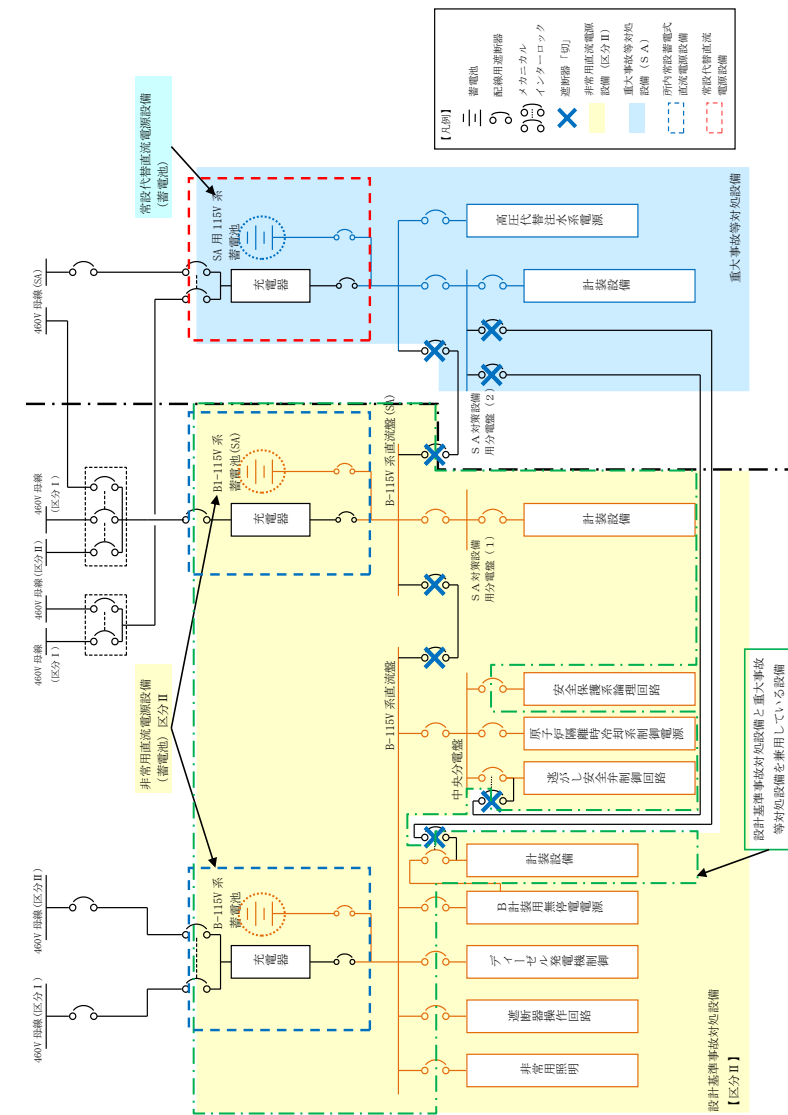 460V 母線(区分Ⅰ)
460V 母線(区分Ⅱ)
460V 母線
(区分Ⅰ)
460V 母線
460V 母線(区分Ⅱ)
460V 母線
(区分Ⅰ)
460V 母線(SA)
非常用直流電源設備
(蓄電池) 区分Ⅱ
常設代替直流電源設備
(蓄電池)
B-115V 系
蓄電池
充電器
B1-115V 系
蓄電池(SA)
充電器
SA 用 115V 系
蓄電池
充電器
B-115V 系直流盤
B-115V 系直流盤(SA)
中央分電盤
SA対策設備
用分電盤(1)
SA対策設備
用分電盤(2)
非常用照明
遮断器操作回路
ディーゼル発電機制御
B計装用無停電電源
計装設備
逃がし安全弁制御回路
原子炉隔離時冷却系制御電源
安全保護系論理回路
計装設備
計装設備
高圧代替注水系電源
設計基準事故対処設備
【区分Ⅱ】
設計基準事故対処設備と重大事故
等対処設備を兼用している設備
重大事故等対処設備
【凡例】
蓄電池
配線用遮断器
メカニカル
インターロック
遮断器「切」
非常用直流電源
設備(区分Ⅱ)
重大事故等対処
設備(SA)
所内常設蓄電式
直流電源設備
常設代替直流
電源設備